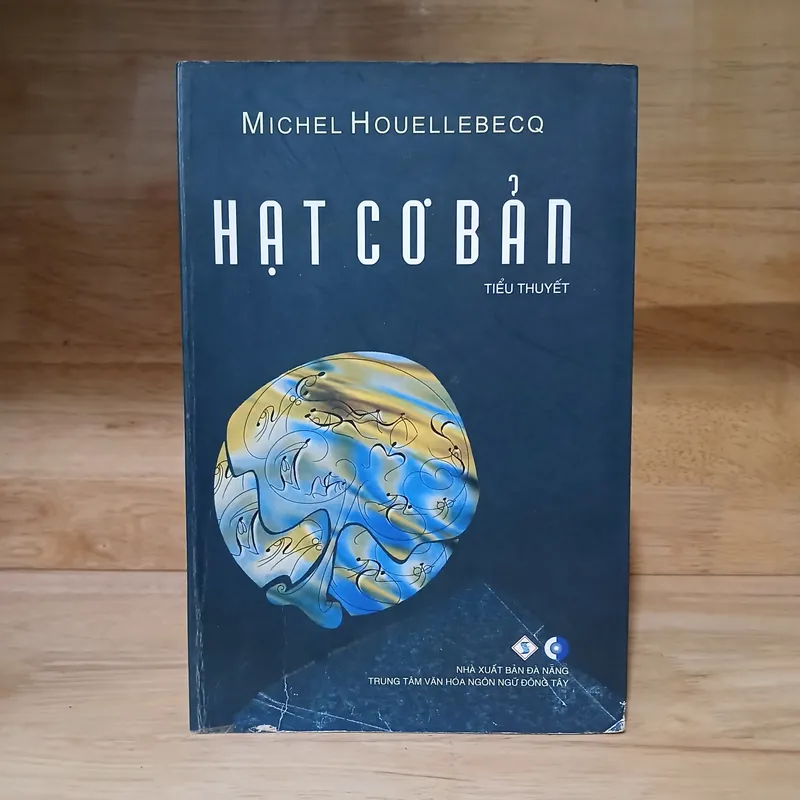 MICHEL HOUELLEBECQ
HẠT CƠ BẢN
TIỂU THUYẾT
NHÀ XUẤT BẢN ĐÀ NẴNG
TRUNG TÂM VĂN HÓA NGÔN NGỮ ĐÔNG TÂY